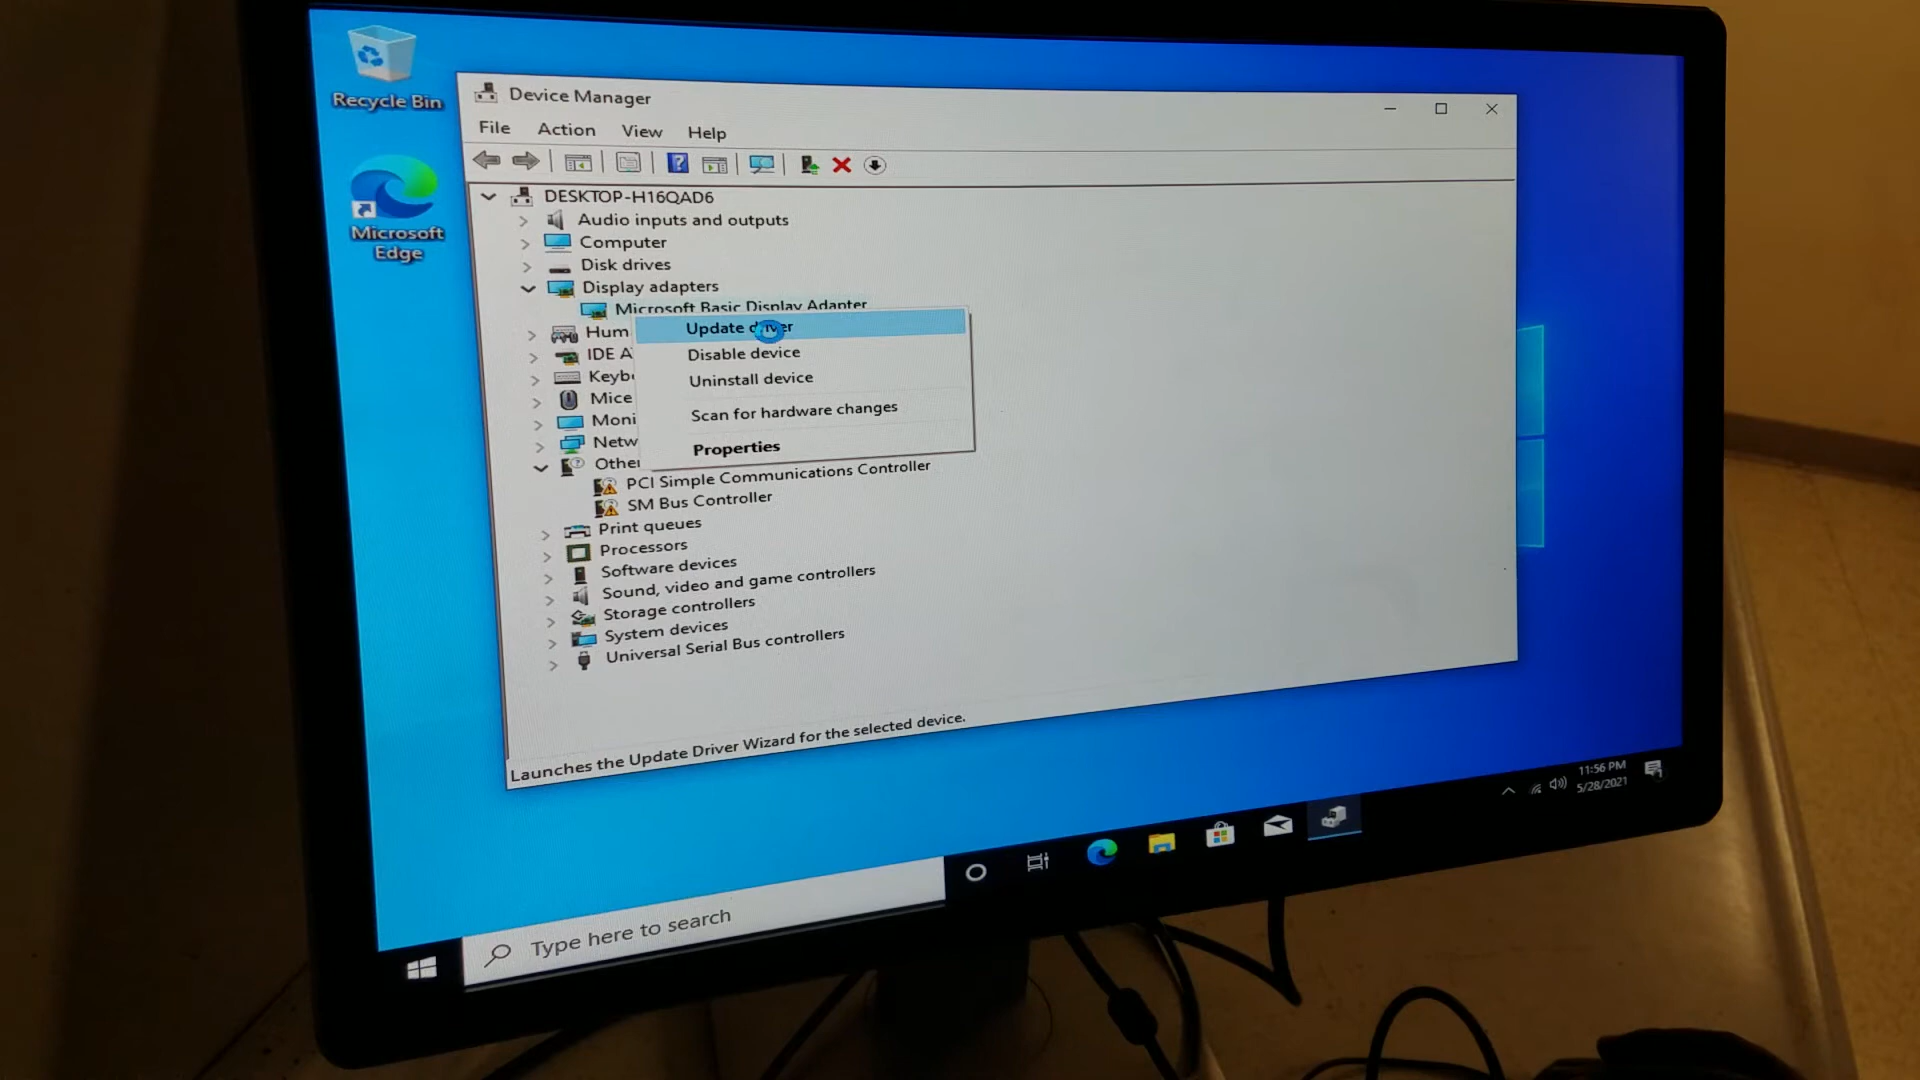 Recycle Bin
Microsoft
Edge
Device Manager
File Action View Help
DESKTOP-H16QAD6
Audio inputs and outputs
Computer
Disk drives
Display adapters
Microsoft Basic Display Adapter
Hum
Update driver
IDE A
Disable device
Keyb
Uninstall device
Mice
Moni
Scan for hardware changes
Netw
Properties
Other
PCI Simple Communications Controller
SM Bus Controller
Print queues
Processors
Software devices
Sound, video and game controllers
Storage controllers
System devices
Universal Serial Bus controllers
Launches the Update Driver Wizard for the selected device.
11:56 PM
5/28/2021
Type here to search